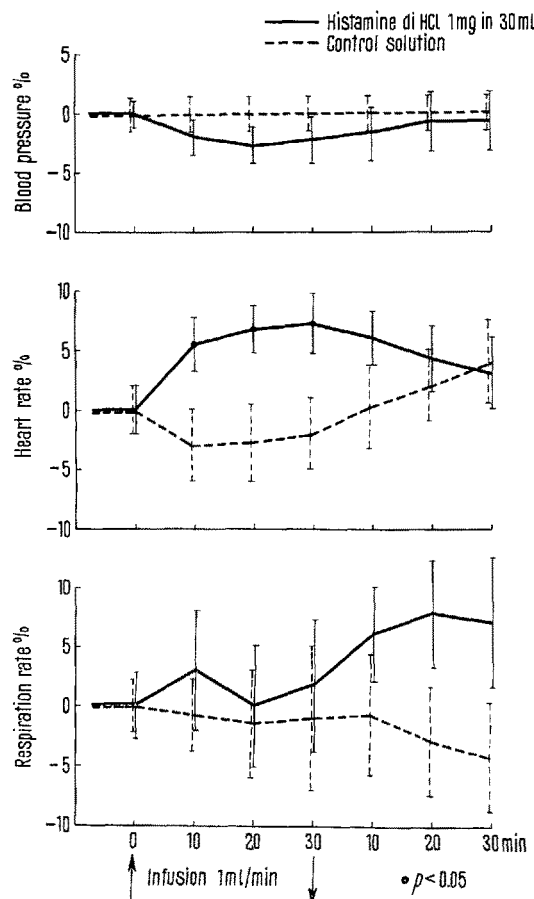 Histamine di HCl 1mg in 30ml
Control solution
Blood pressure %
5
0
-5
-10
Heart rate %
10
5
0
-5
-10
Respiration rate %
10
5
0
-5
-10
0 10 20 30 10 20 30 min
Infusion 1ml/min
p<0.05